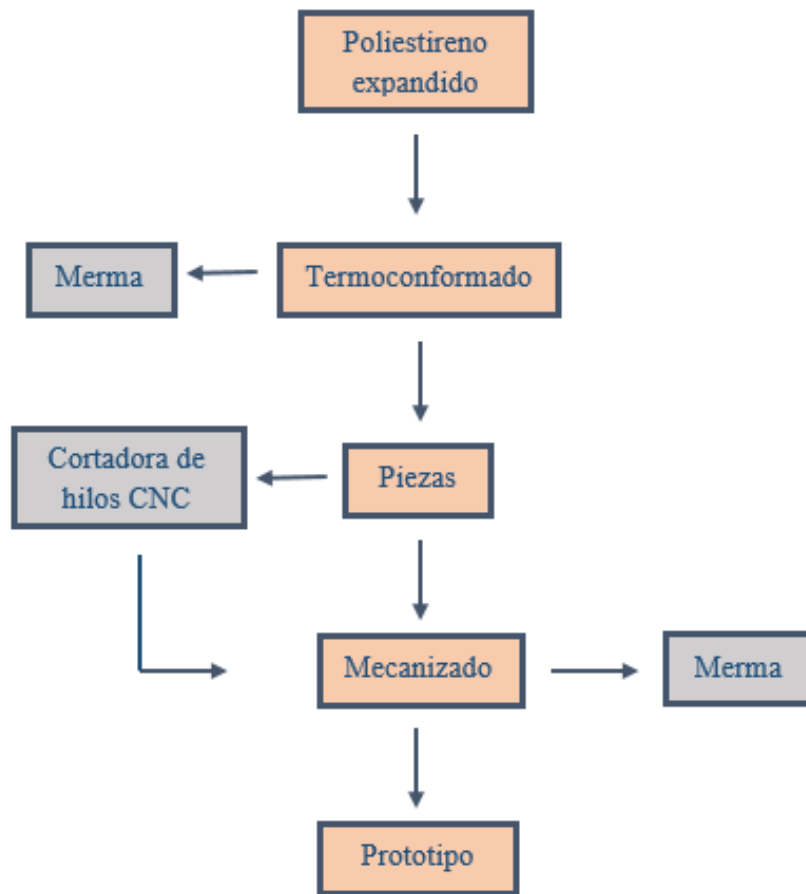 Poliestireno
expandido
Merma
Termoconformado
Cortadora de
hilos CNC
Piezas
Mecanizado
Merma
Prototipo